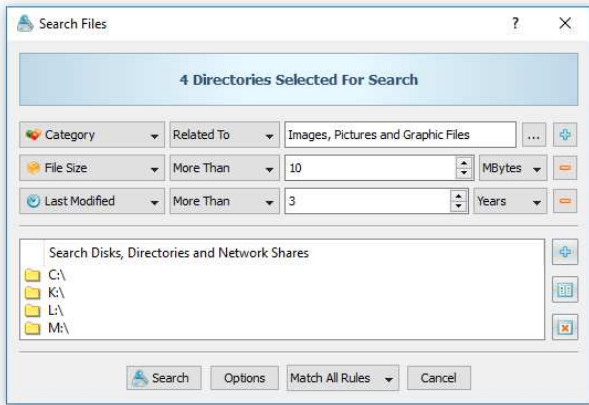 Search Files ?
4 Directories Selected For Search
Category Related To Images, Pictures and Graphic Files ...
File Size More Than 10 MBytes
Last Modified More Than 3 Years
Search Disks, Directories and Network Shares
C:\
K:\
L:\
M:\
Search Options Match All Rules Cancel